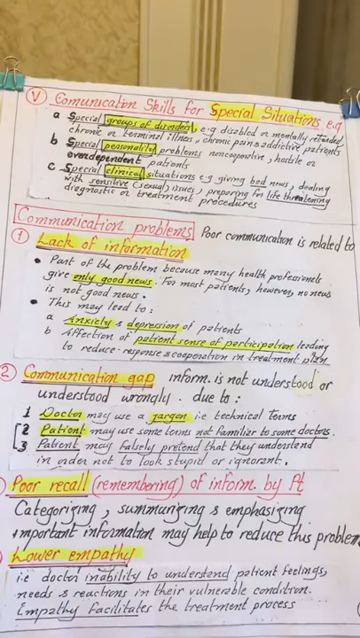 V Comunication Skills for Special Situations e.g
a Special groups of disorders, e.g disabled or mentally retarded,
chronic or terminal illness, chronic pain & addictive patients
b Special personality problems noncooperative, hostile or
overdependent patients
c Special clinical situations e.g giving bad news, dealing
with sensitive (sexual) issues, preparing for life threatening
diagnostic or treatment procedures
Communication problems Poor communication is related to
1 Lack of information
• Part of the problem because many health professionals
give only good news. For most patients, however, no news
is not good news.
• This may lead to:
a Anxiety & depression of patients
b Affection of patient sense of participation leading
to reduce response & cooperation in treatment plan
2 Communication gap inform. is not understood or
understood wrongly. due to:
1 Doctor may use a jargon ie technical terms
2 Patient may use some terms not familiar to some doctors.
3 Patient may falsely pretend that they understand
in order not to look stupid or ignorant.
Poor recall (remembering) of inform. by Pt
Categorizing, summurizing & emphasizing
important information may help to reduce this problem
Lower empathy
ie doctor inability to understand patient feelings,
needs & reactions in their vulnerable condition.
Empathy facilitates the treatment process